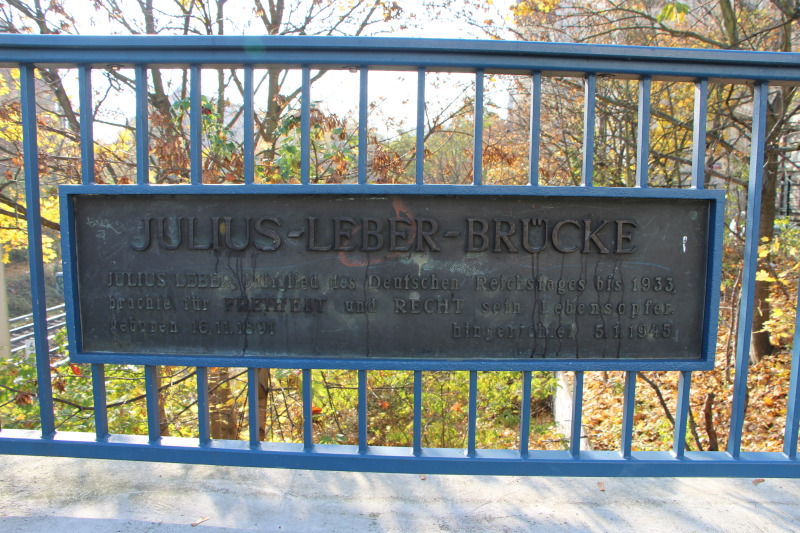 JULIUS-LEBER-BRÜCKE
JULIUS LEBER, Mitglied des Deutschen Reichstages bis 1933
brachte für FREIHEIT und RECHT sein Lebensopfer.
geboren 16.11.1891 hingerichtet 5.1.1945